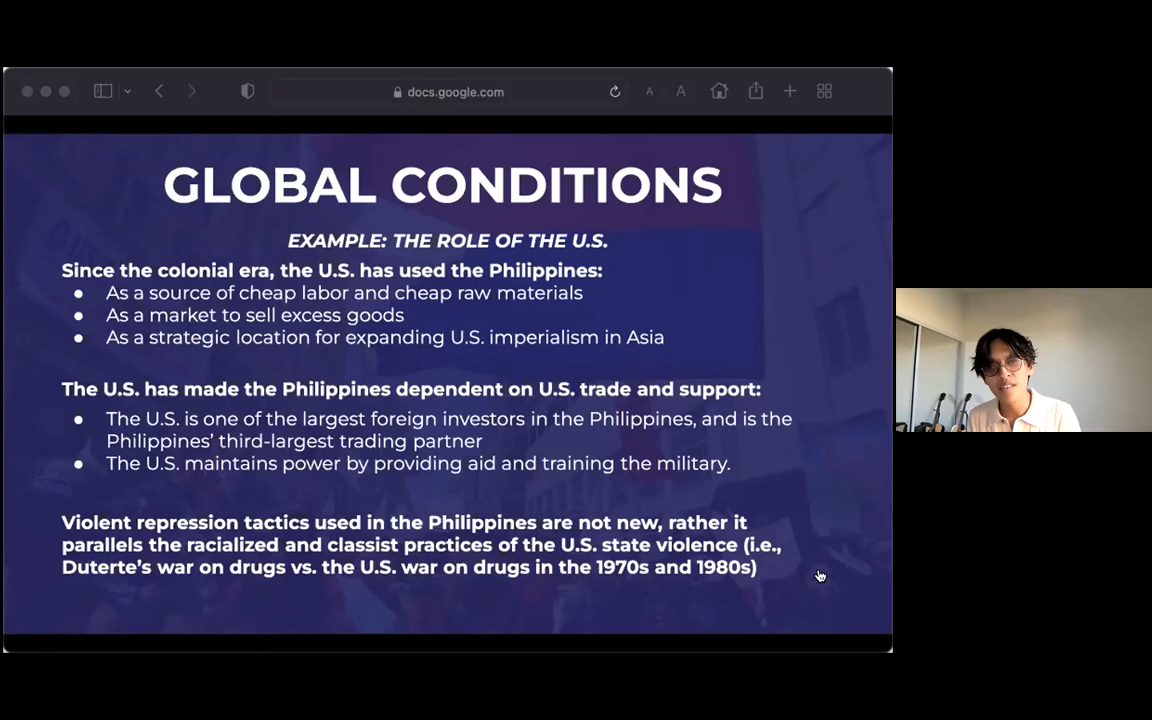 docs.google.com
A A
GLOBAL CONDITIONS
EXAMPLE: THE ROLE OF THE U.S.
Since the colonial era, the U.S. has used the Philippines:
● As a source of cheap labor and cheap raw materials
● As a market to sell excess goods
● As a strategic location for expanding U.S. imperialism in Asia
The U.S. has made the Philippines dependent on U.S. trade and support:
● The U.S. is one of the largest foreign investors in the Philippines, and is the
Philippines' third-largest trading partner
● The U.S. maintains power by providing aid and training the military.
Violent repression tactics used in the Philippines are not new, rather it
parallels the racialized and classist practices of the U.S. state violence (i.e.,
Duterte's war on drugs vs. the U.S. war on drugs in the 1970s and 1980s)